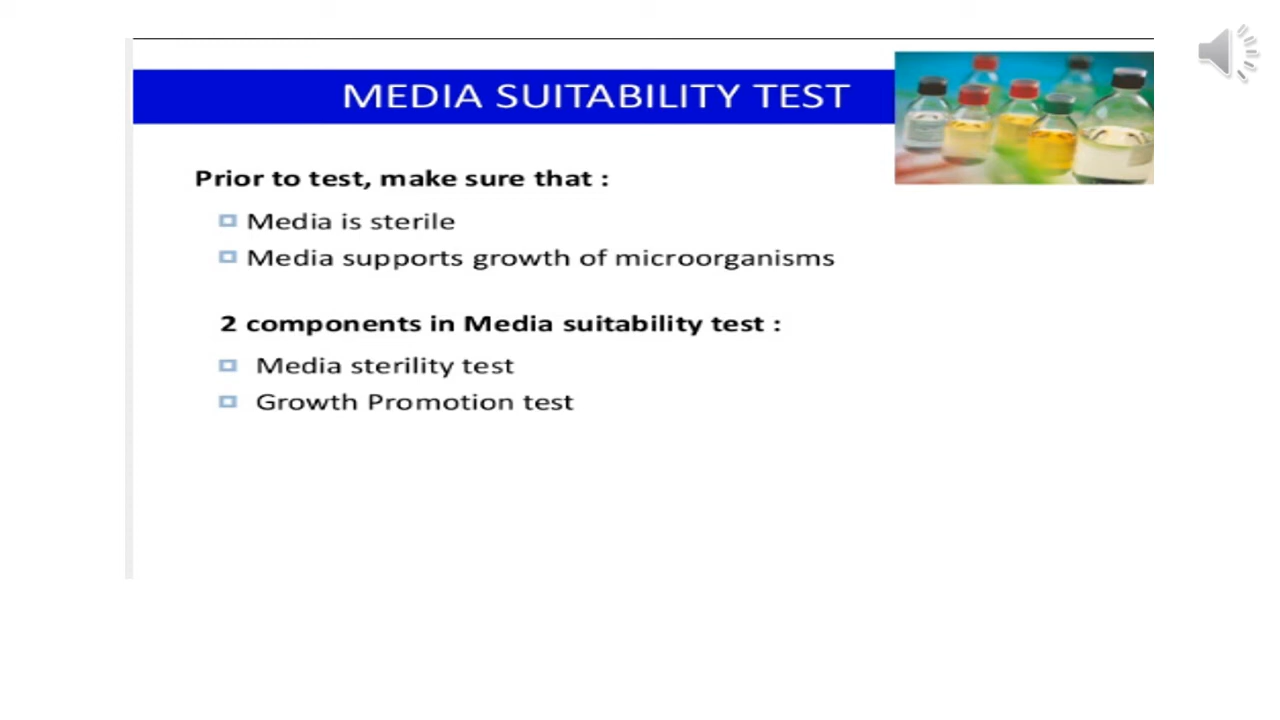 MEDIA SUITABILITY TEST
Prior to test, make sure that :
Media is sterile
Media supports growth of microorganisms
2 components in Media suitability test :
Media sterility test
Growth Promotion test